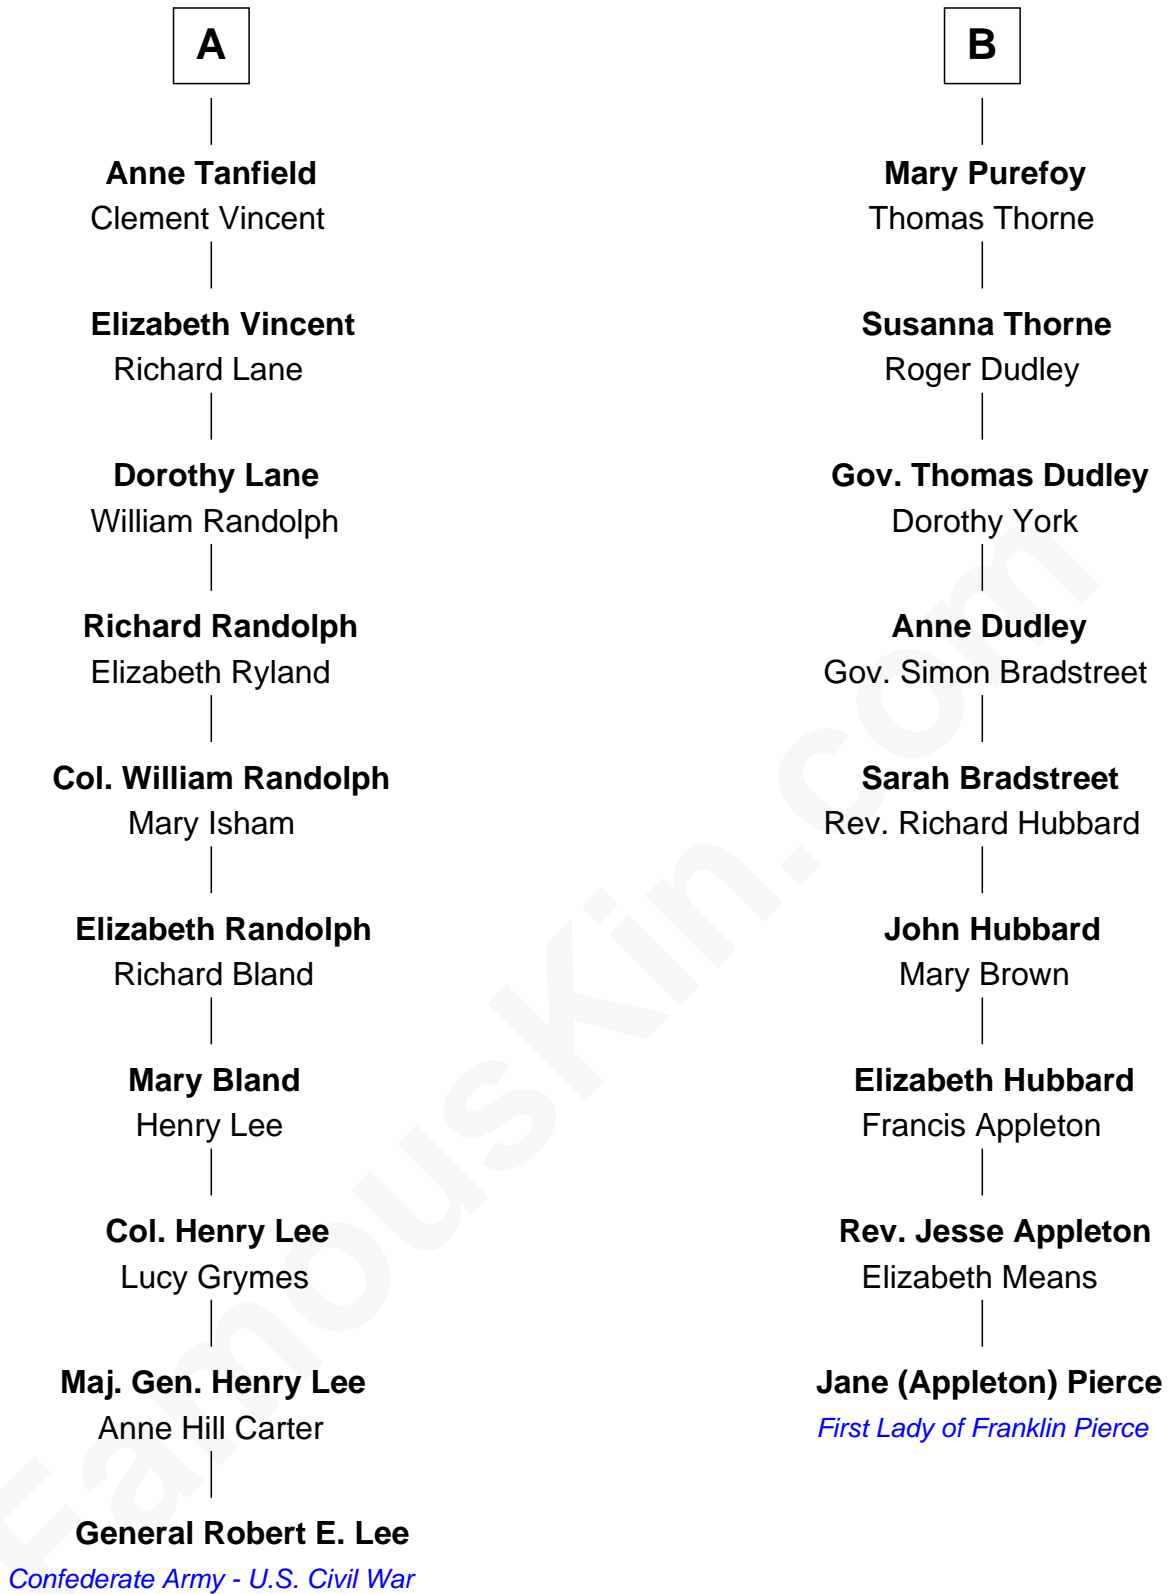 A
Anne Tanfield
Clement Vincent
Elizabeth Vincent
Richard Lane
Dorothy Lane
William Randolph
Richard Randolph
Elizabeth Ryland
Col. William Randolph
Mary Isham
Elizabeth Randolph
Richard Bland
Mary Bland
Henry Lee
Col. Henry Lee
Lucy Grymes
Maj. Gen. Henry Lee
Anne Hill Carter
General Robert E. Lee
Confederate Army - U.S. Civil War
B
Mary Purefoy
Thomas Thorne
Susanna Thorne
Roger Dudley
Gov. Thomas Dudley
Dorothy York
Anne Dudley
Gov. Simon Bradstreet
Sarah Bradstreet
Rev. Richard Hubbard
John Hubbard
Mary Brown
Elizabeth Hubbard
Francis Appleton
Rev. Jesse Appleton
Elizabeth Means
Jane (Appleton) Pierce
First Lady of Franklin Pierce
FamousKin.com